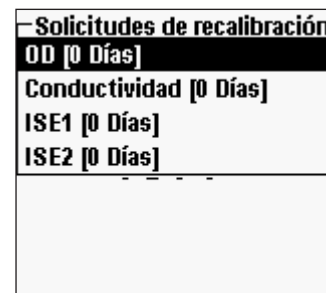 Solicitudes de recalibración
OD [0 Días]
Conductividad [0 Días]
ISE1 [0 Días]
ISE2 [0 Días]